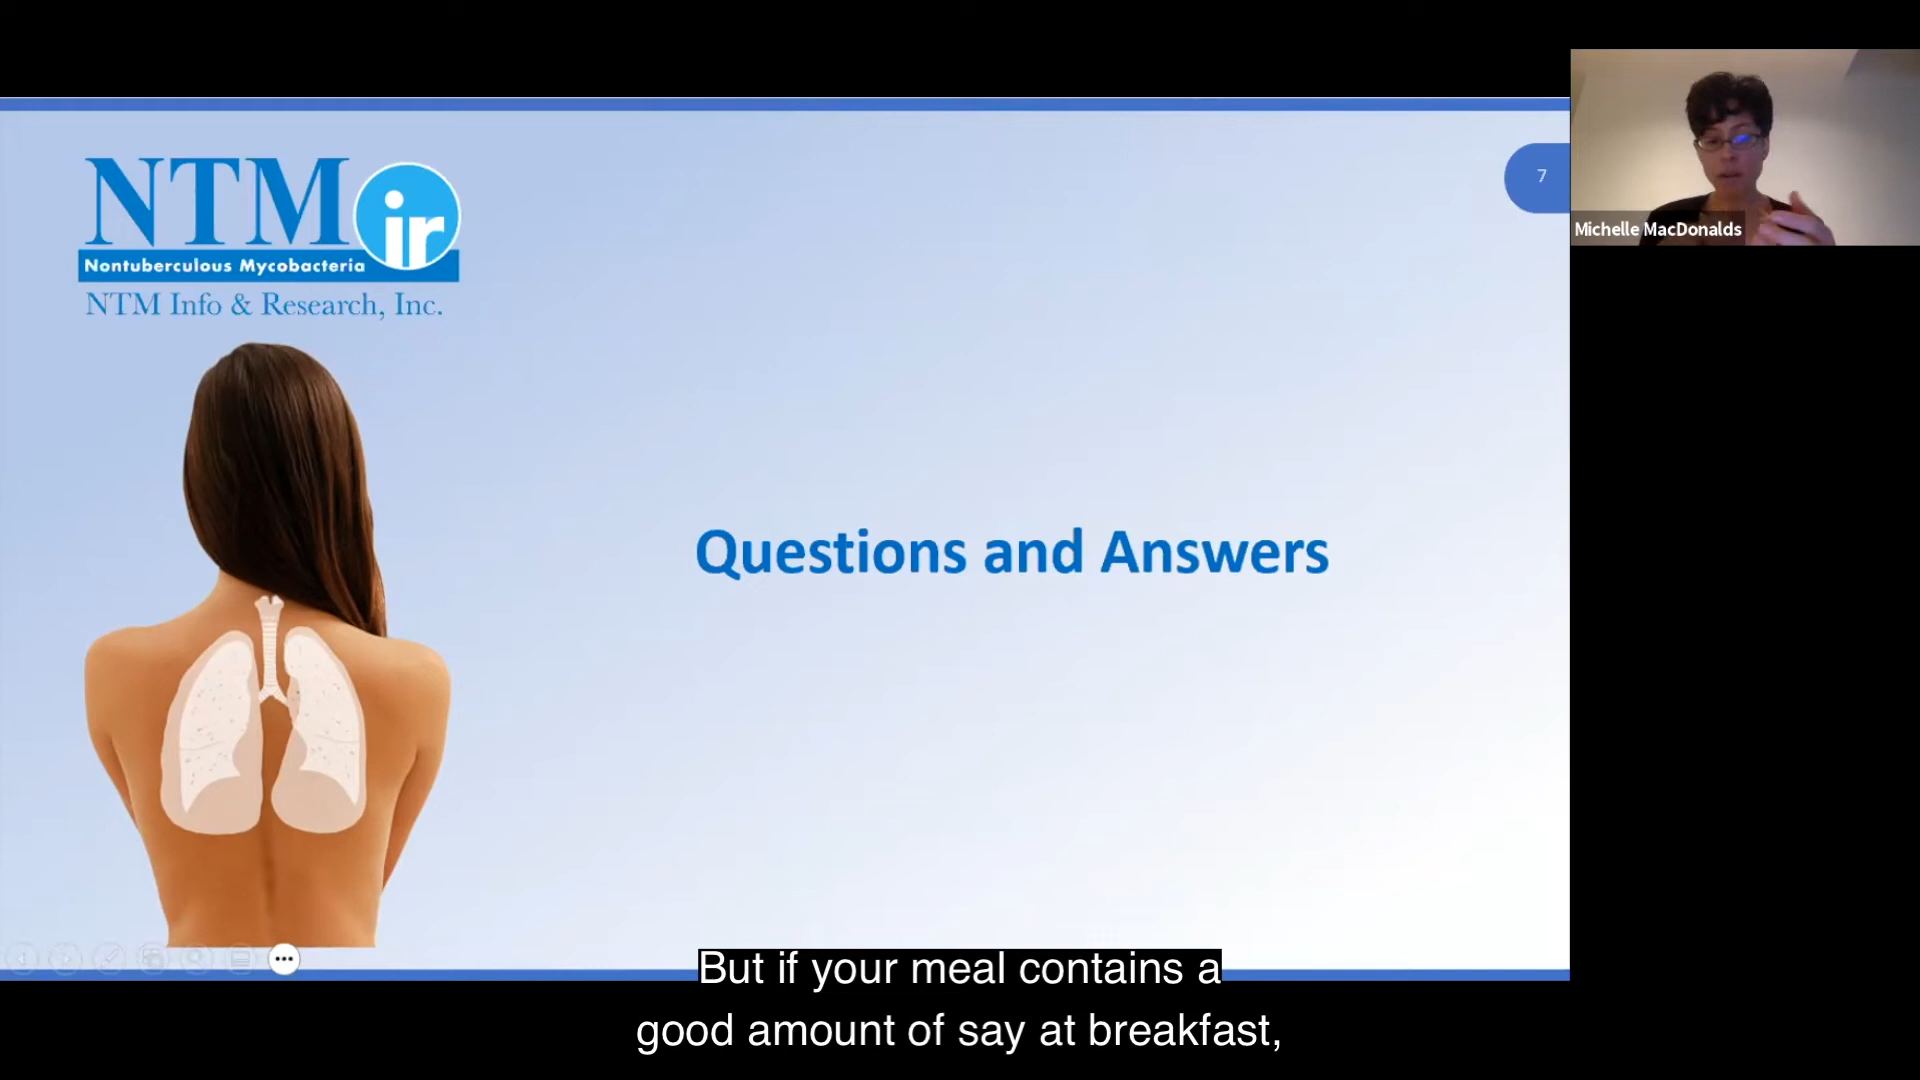 NTM ir
Nontuberculous Mycobacteria
NTM Info & Research, Inc.
7
Michelle MacDonalds
Questions and Answers
But if your meal contains a
good amount of say at breakfast,